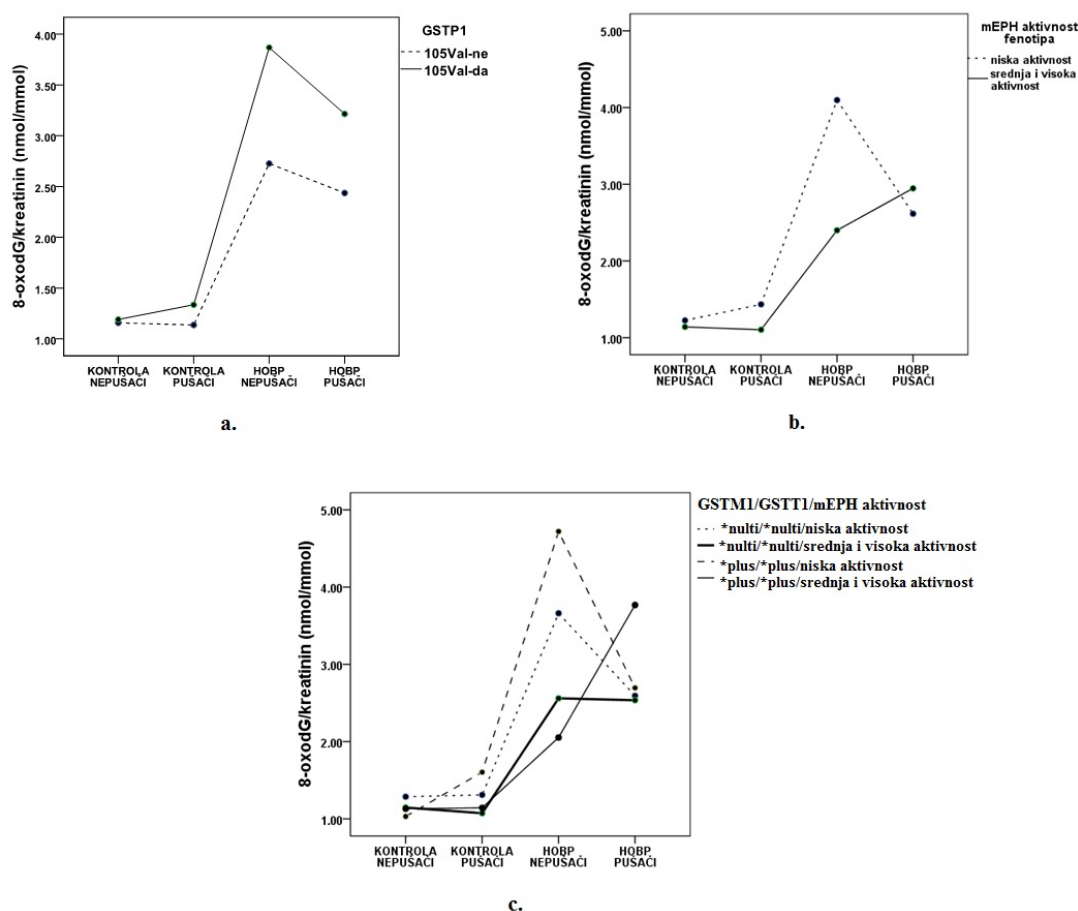 GSTP1
105Val-ne
105Val-da
8-oxodG/kreatinin (nmol/mmol)
4.00
3.50
3.00
2.50
2.00
1.50
1.00
KONTROLA NEPUŠAČI
KONTROLA PUŠAČI
HOBP NEPUŠAČI
HOBP PUŠAČI
a.
mEPH aktivnost
fenotipa
niska aktivnost
srednja i visoka
aktivnost
8-oxodG/kreatinin (nmol/mmol)
5.00
4.00
3.00
2.00
1.00
KONTROLA NEPUŠAČI
KONTROLA PUŠAČI
HOBP NEPUŠAČI
HOBP PUŠAČI
b.
GSTM1/GSTT1/mEPH aktivnost
*nulti/*nulti/niska aktivnost
*nulti/*nulti/srednja i visoka aktivnost
*plus/*plus/niska aktivnost
*plus/*plus/srednja i visoka aktivnost
8-oxodG/kreatinin (nmol/mmol)
5.00
4.00
3.00
2.00
1.00
KONTROLA NEPUŠAČI
KONTROLA PUŠAČI
HOBP NEPUŠAČI
HOBP PUŠAČI
c.